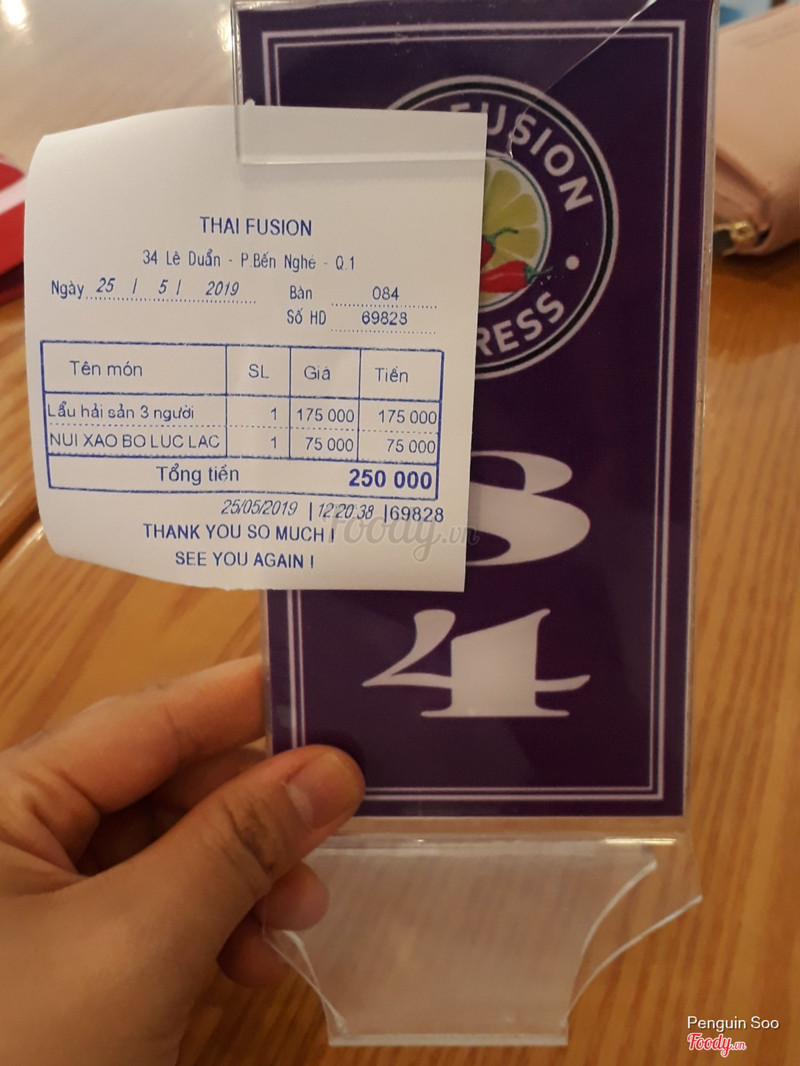 THAI FUSION
34 Lê Duẩn - P.Bến Nghé - Q.1
Ngày 25 / 5 / 2019 Bàn 084
Số HD 69828
Tên món SL Giá Tiền
Lẩu hải sản 3 người 1 175 000 175 000
NUI XAO BO LUC LAC 1 75 000 75 000
Tổng tiền 250 000
25/05/2019 | 12:20:38 | 69828
THANK YOU SO MUCH !
SEE YOU AGAIN !
FUSION
RESS
8
4
Foody.vn
Penguin Soo
Foody.vn